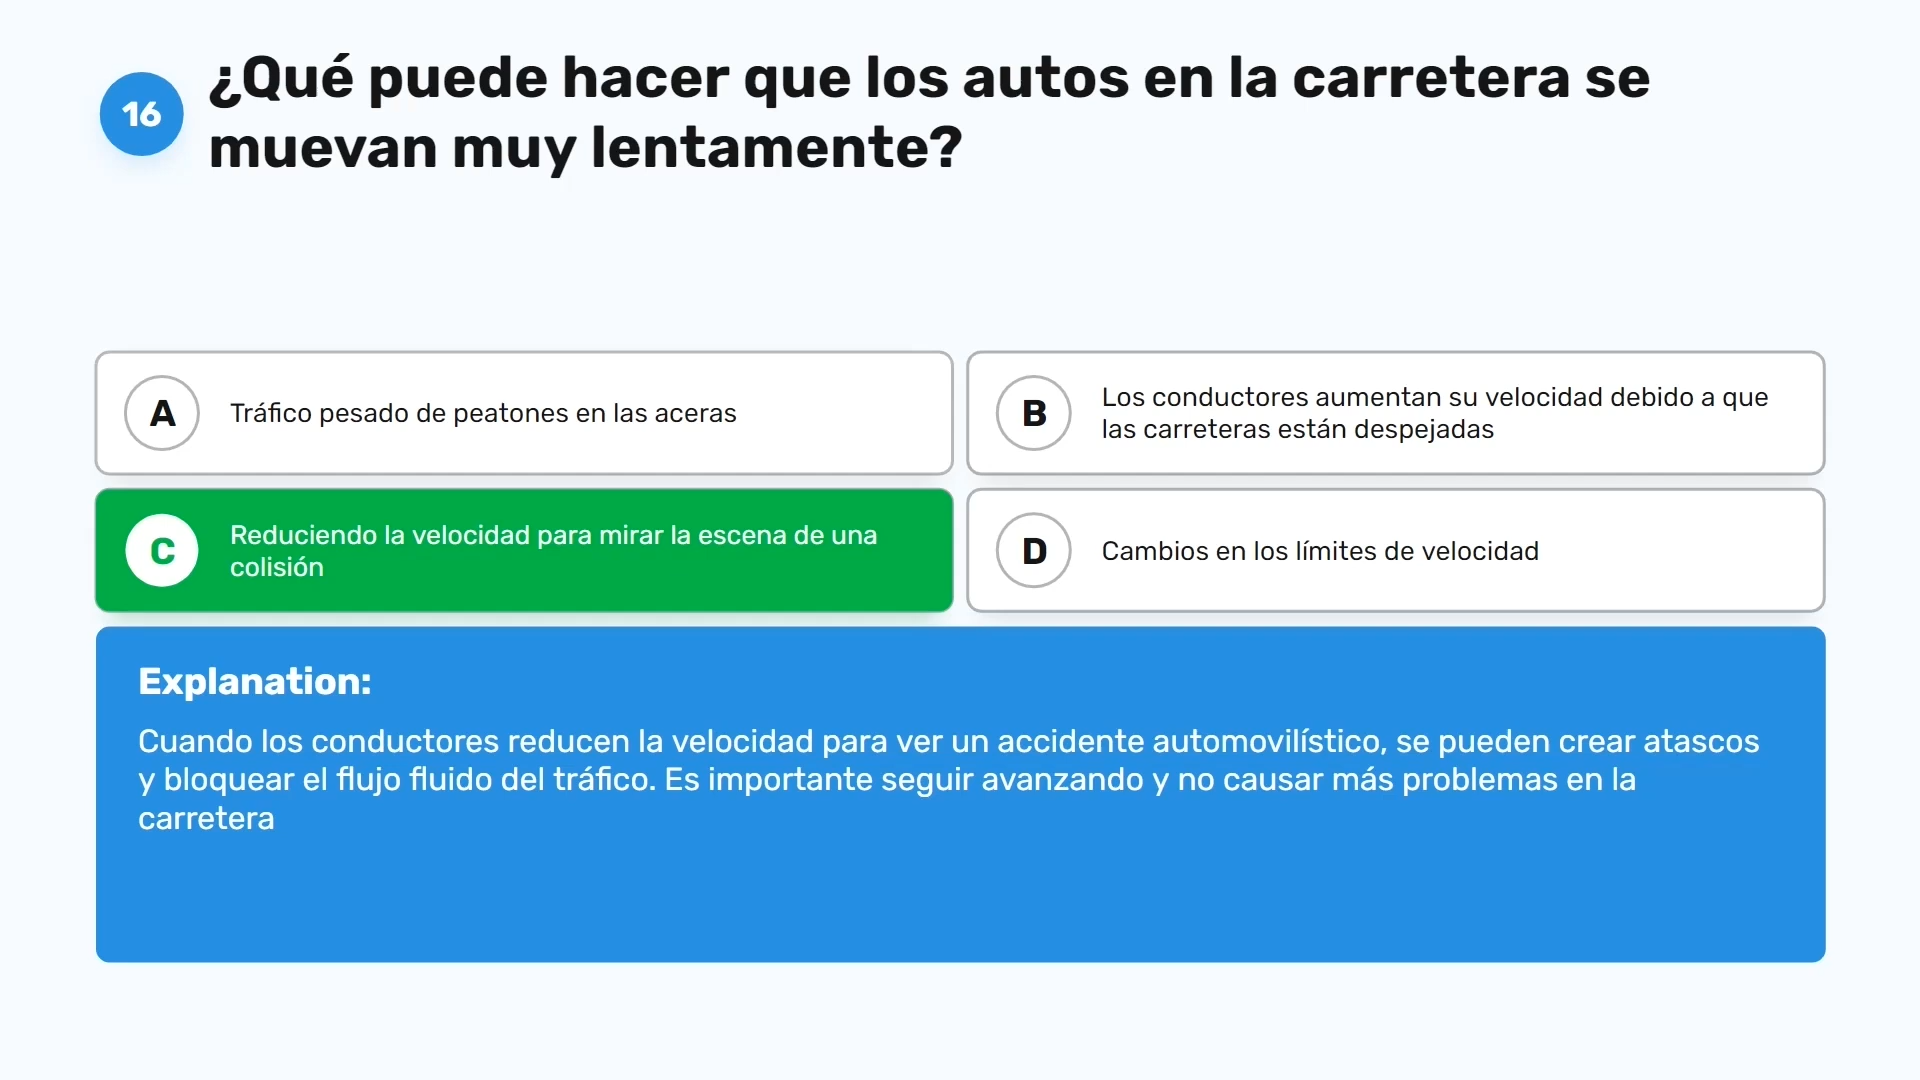 16
¿Qué puede hacer que los autos en la carretera se
muevan muy lentamente?
A
Tráfico pesado de peatones en las aceras
B
Los conductores aumentan su velocidad debido a que
las carreteras están despejadas
C
Reduciendo la velocidad para mirar la escena de una
colisión
D
Cambios en los límites de velocidad
Explanation:
Cuando los conductores reducen la velocidad para ver un accidente automovilístico, se pueden crear atascos
y bloquear el flujo fluido del tráfico. Es importante seguir avanzando y no causar más problemas en la
carretera